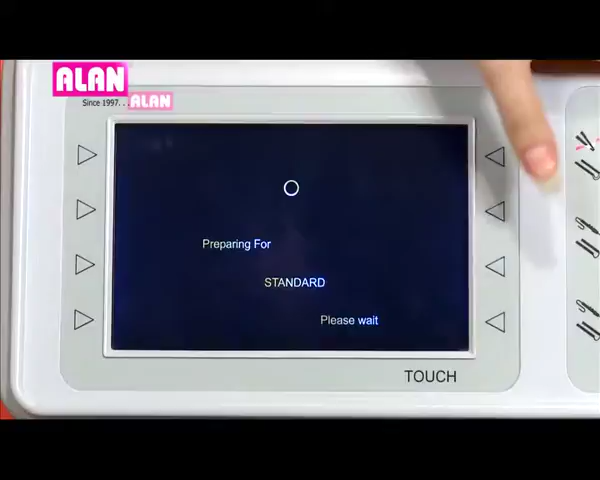 ALAN
Since 1997...
ALAN
Preparing For
STANDARD
Please wait
TOUCH